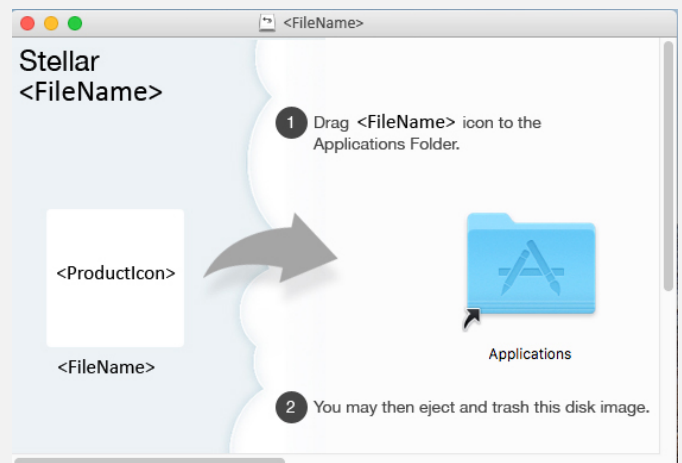 <FileName>
Stellar
<FileName>
1 Drag <FileName> icon to the
Applications Folder.
<ProductIcon>
<FileName>
Applications
2 You may then eject and trash this disk image.